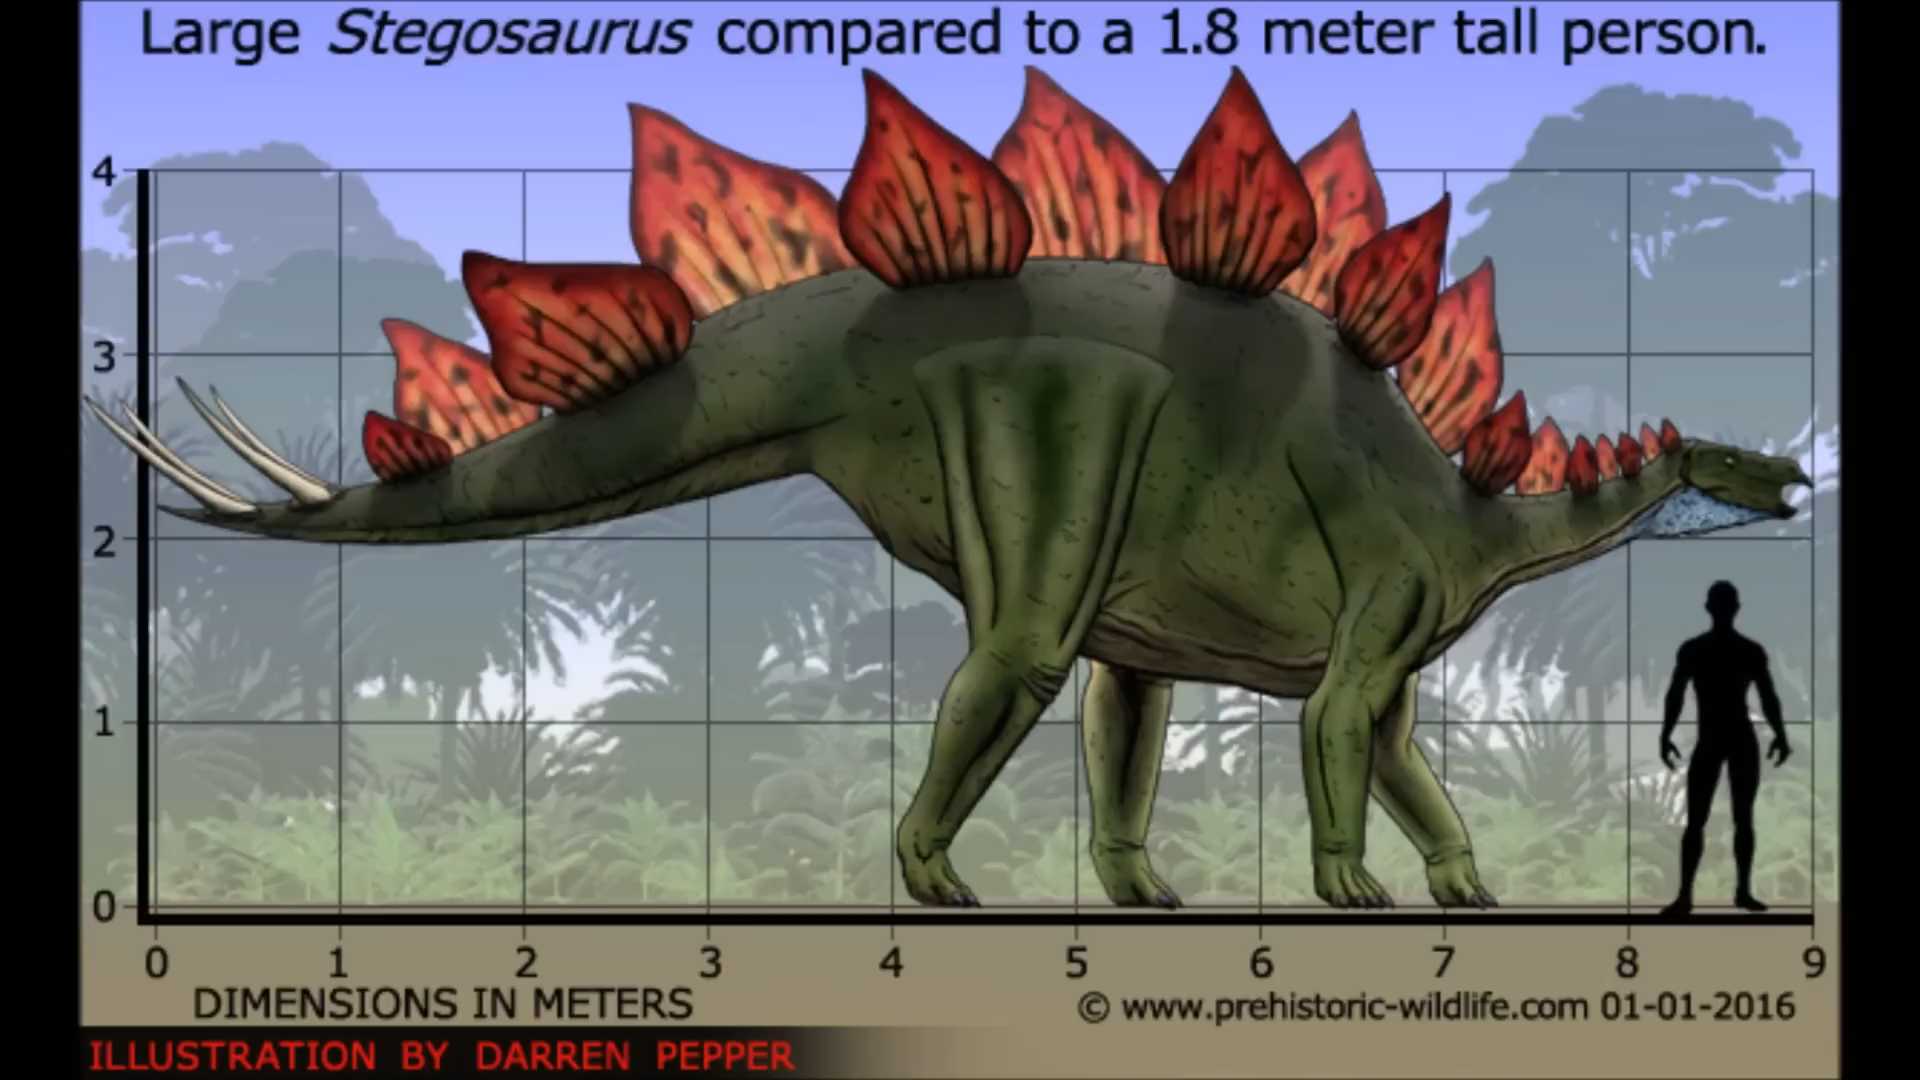 Large Stegosaurus compared to a 1.8 meter tall person.
4
3
2
1
0
0 1 2 3 4 5 6 7 8 9
DIMENSIONS IN METERS
© www.prehistoric-wildlife.com 01-01-2016
ILLUSTRATION BY DARREN PEPPER